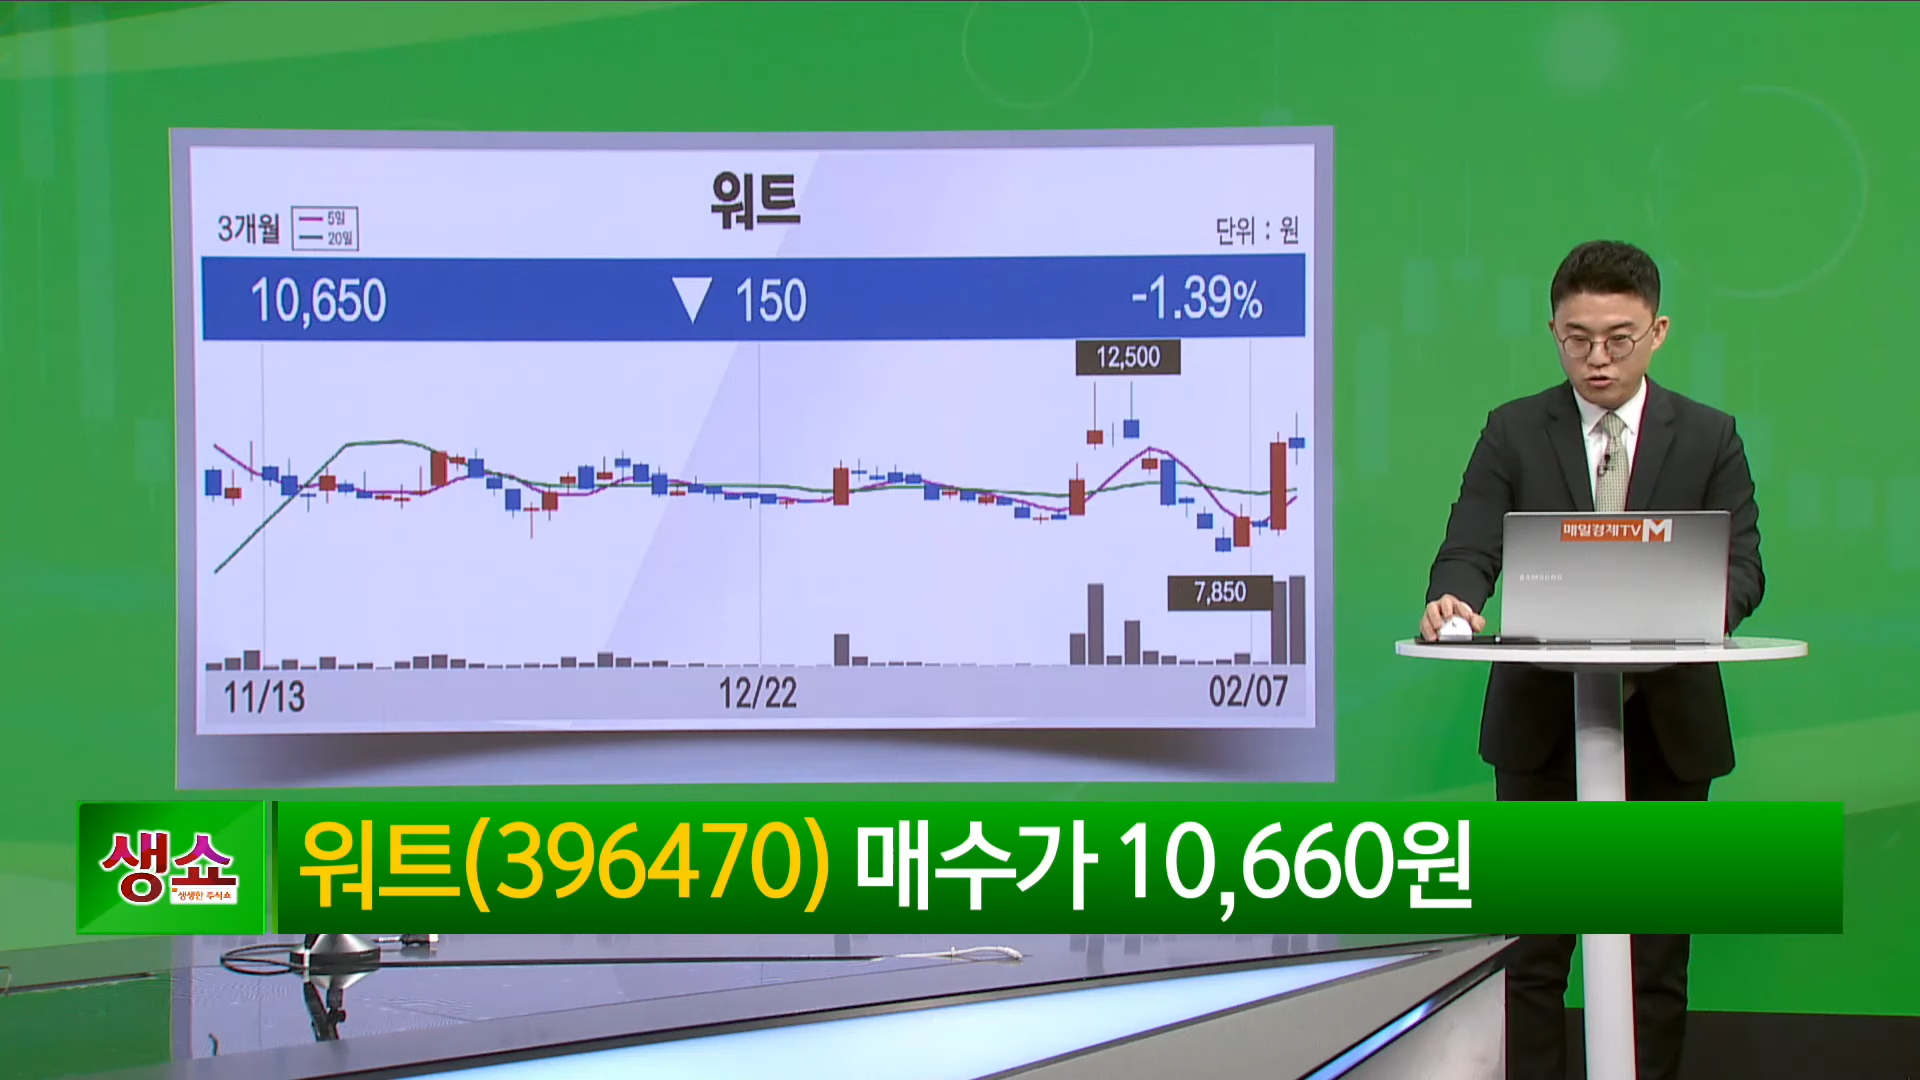 워트
3개월
5일
20일
단위 : 원
10,650
▼ 150
-1.39%
12,500
7,850
11/13
12/22
02/07
매일경제TV M
SAMSUNG
생쇼
생생한 주식쇼
워트(396470) 매수가 10,660원